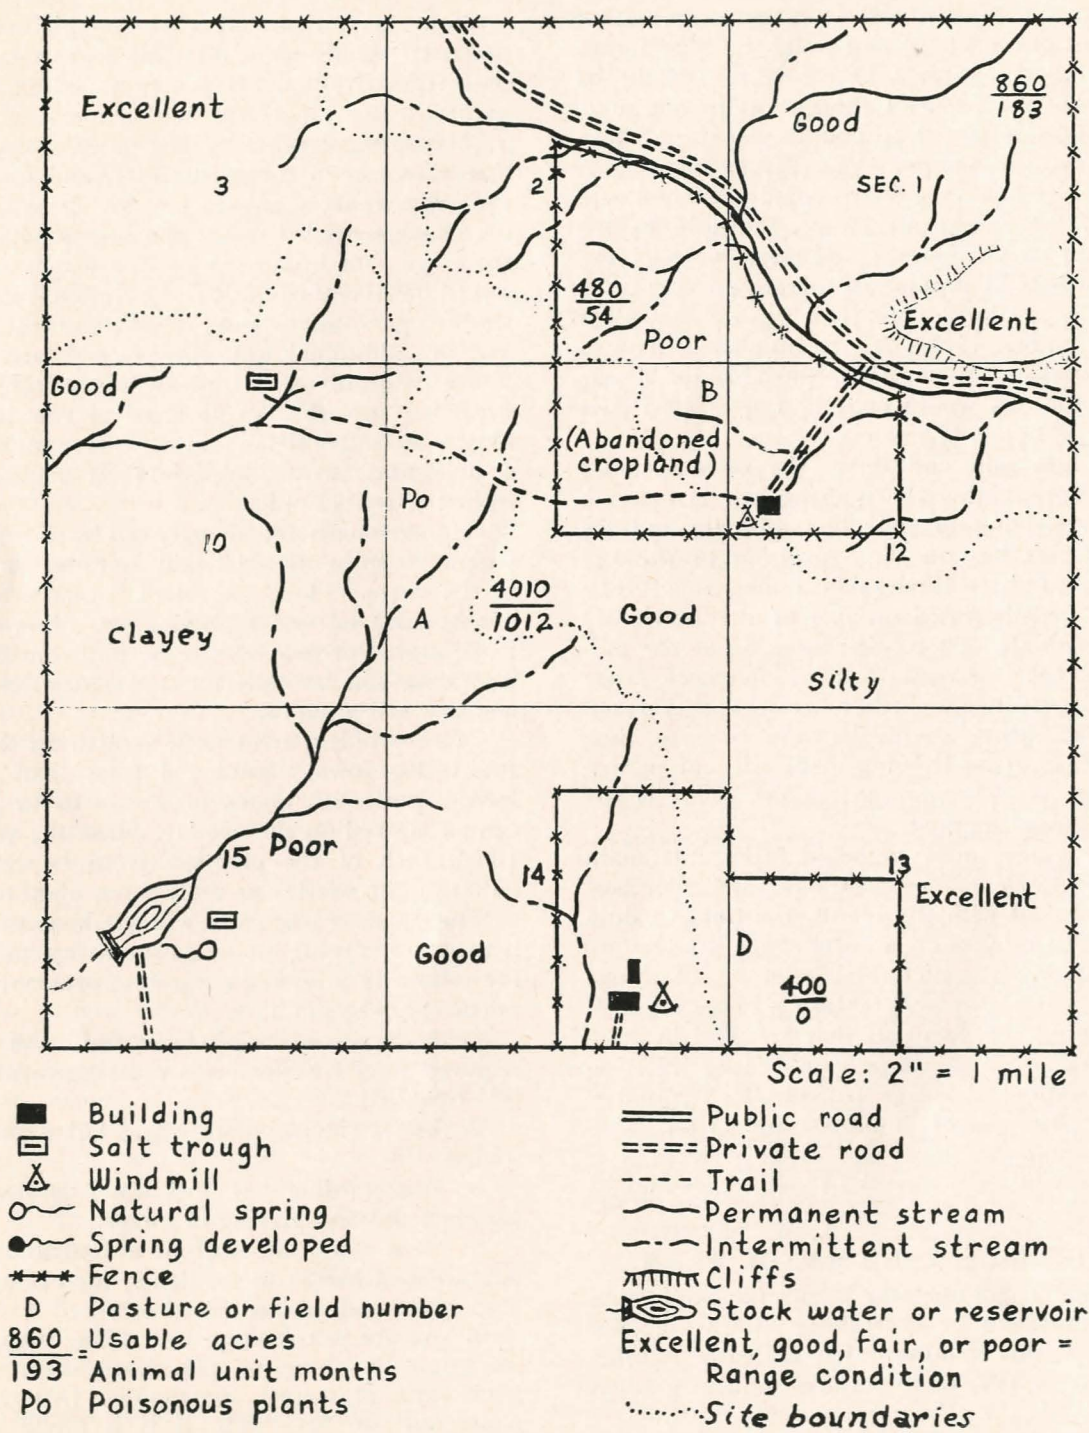 Excellent
Good
860
183
3
2
SEC. 1
480
54
Poor
Excellent
Good
B
(Abandoned
cropland)
Po
10
12
4010
1012
A
Good
Clayey
Silty
15
Poor
14
13
Excellent
Good
D
400
0
Scale: 2" = 1 mile
Building
Salt trough
Windmill
Natural spring
Spring developed
Fence
D Pasture or field number
860 = Usable acres
193 Animal unit months
Po Poisonous plants
Public road
Private road
Trail
Permanent stream
Intermittent stream
Cliffs
Stock water or reservoir
Excellent, good, fair, or poor =
Range condition
Site boundaries